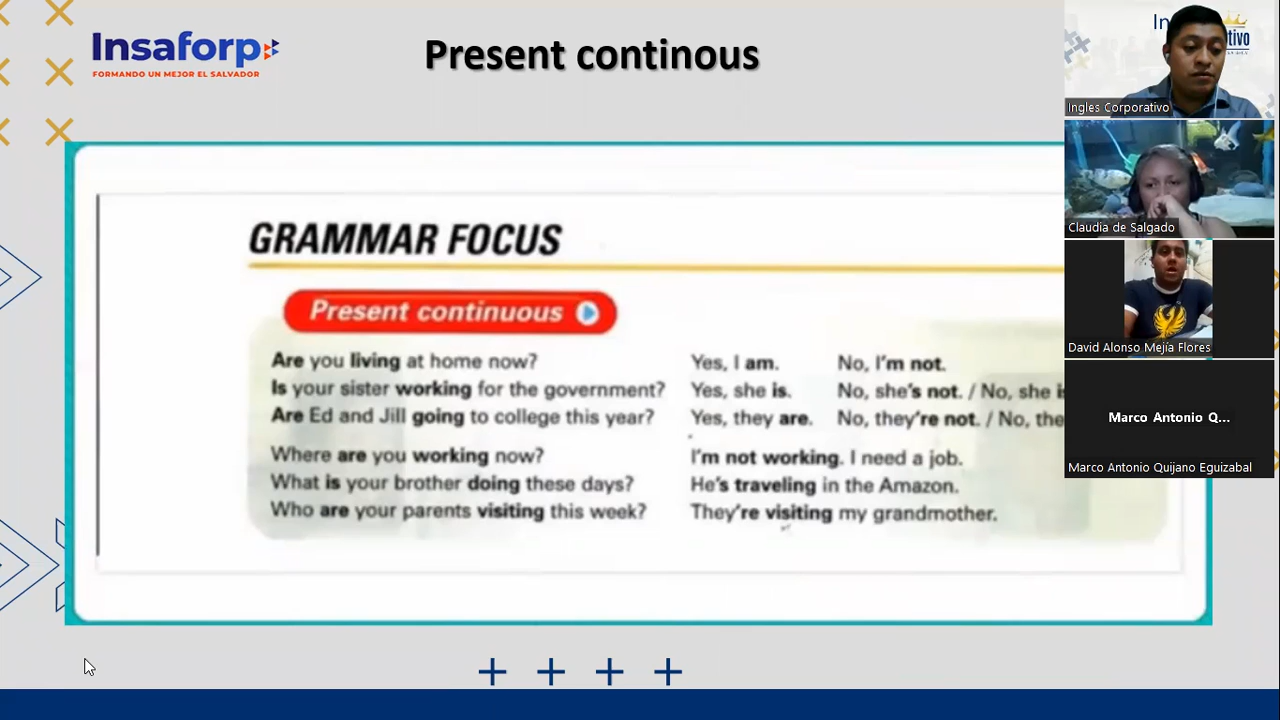 Insaforp
FORMANDO UN MEJOR EL SALVADOR
Present continous
GRAMMAR FOCUS
Present continuous
Are you living at home now? Yes, I am. No, I'm not.
Is your sister working for the government? Yes, she is. No, she's not. / No, she
Are Ed and Jill going to college this year? Yes, they are. No, they're not. / No,
Where are you working now? I'm not working. I need a job.
What is your brother doing these days? He's traveling in the Amazon.
Who are your parents visiting this week? They're visiting my grandmother.
Ingles Corporativo
Claudia de Salgado
David Alonso Mejía Flores
Marco Antonio Q...
Marco Antonio Quijano Eguizabal